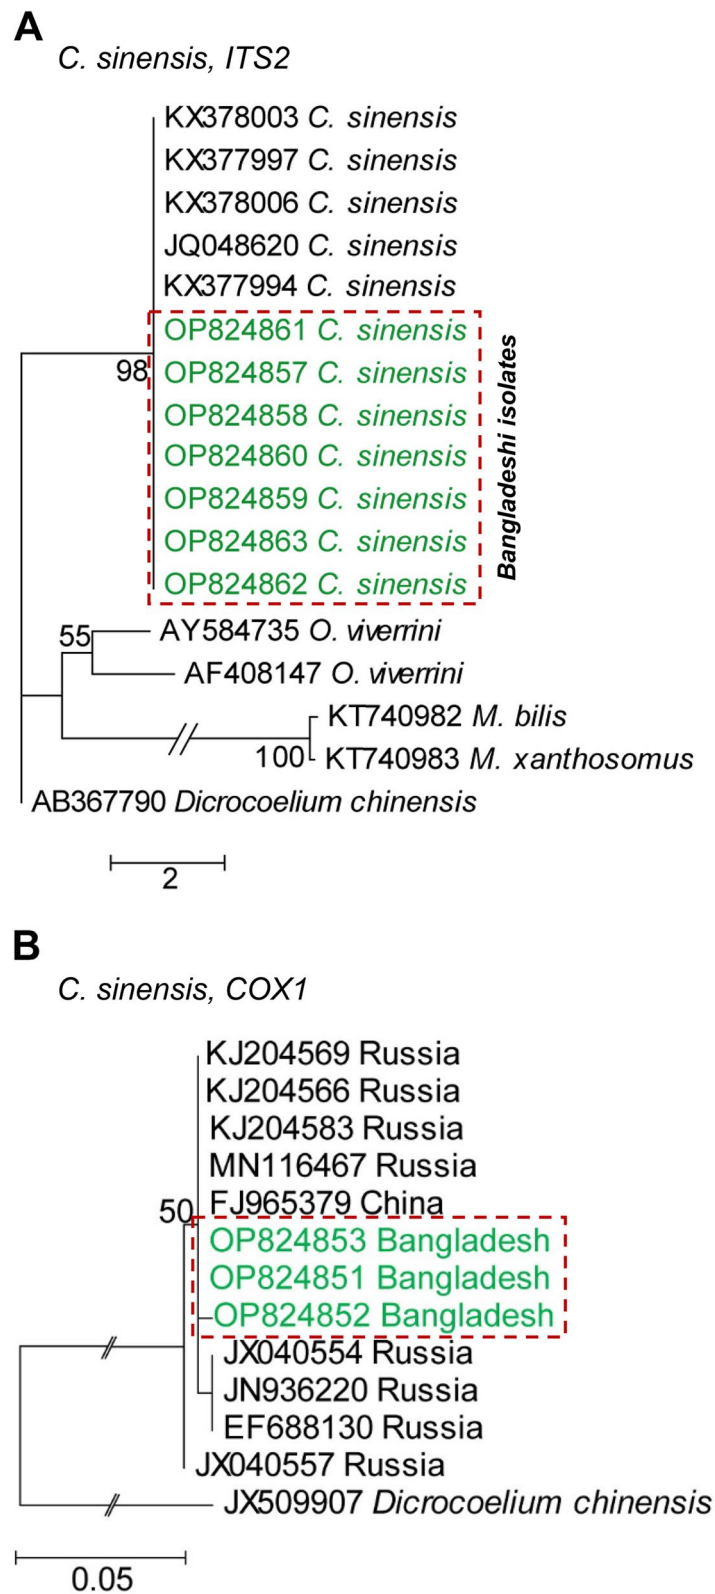 A
C. sinensis, ITS2
KX378003 C. sinensis
KX377997 C. sinensis
KX378006 C. sinensis
JQ048620 C. sinensis
KX377994 C. sinensis
OP824861 C. sinensis
OP824857 C. sinensis
OP824858 C. sinensis
OP824860 C. sinensis
OP824859 C. sinensis
OP824863 C. sinensis
OP824862 C. sinensis
Bangladeshi isolates
98
55
AY584735 O. viverrini
AF408147 O. viverrini
KT740982 M. bilis
100
KT740983 M. xanthosomus
AB367790 Dicrocoelium chinensis
2
B
C. sinensis, COX1
KJ204569 Russia
KJ204566 Russia
KJ204583 Russia
MN116467 Russia
FJ965379 China
50
OP824853 Bangladesh
OP824851 Bangladesh
OP824852 Bangladesh
JX040554 Russia
JN936220 Russia
EF688130 Russia
JX040557 Russia
JX509907 Dicrocoelium chinensis
0.05